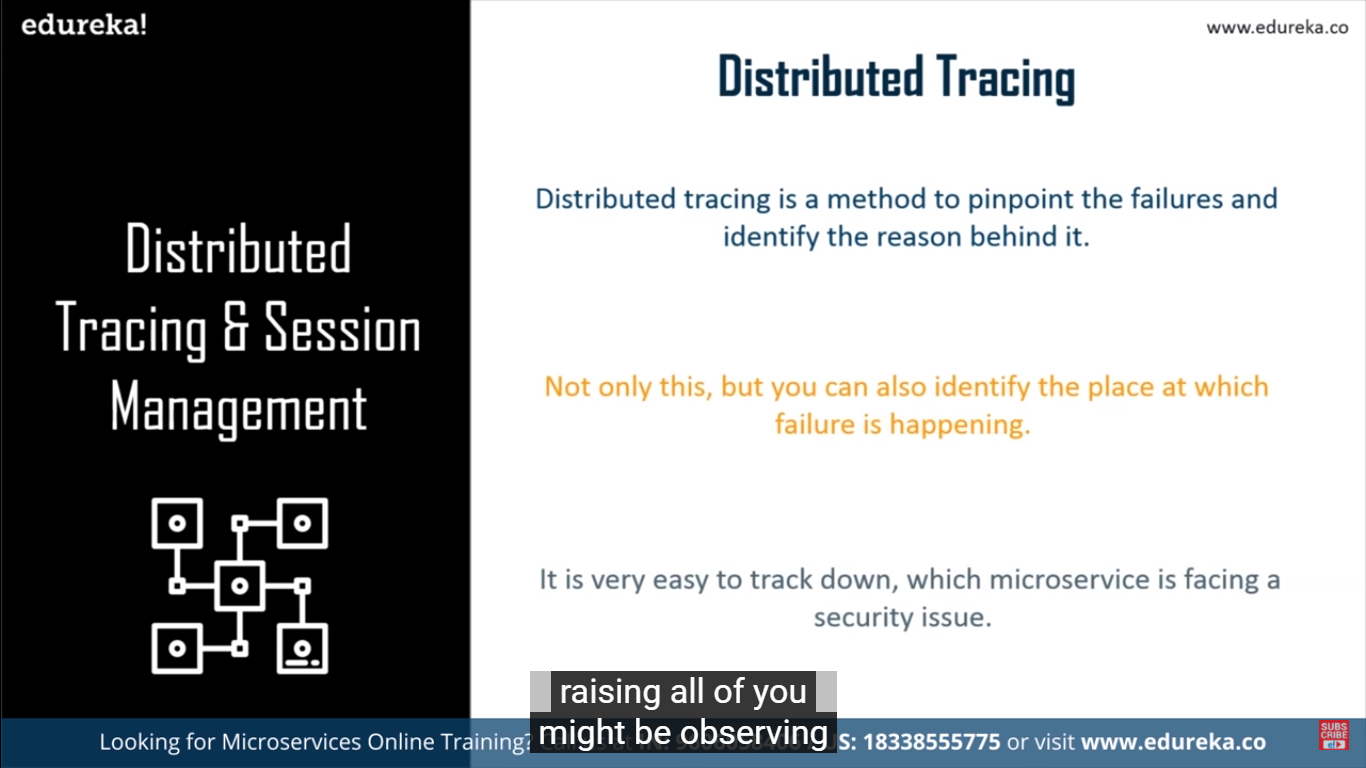 edureka!
www.edureka.co
Distributed Tracing
Distributed
Tracing & Session
Management
Distributed tracing is a method to pinpoint the failures and
identify the reason behind it.
Not only this, but you can also identify the place at which
failure is happening.
It is very easy to track down, which microservice is facing a
security issue.
raising all of you
might be observing
Looking for Microservices Online Training? US: 18338555775 or visit www.edureka.co
SUBS
CRIBE